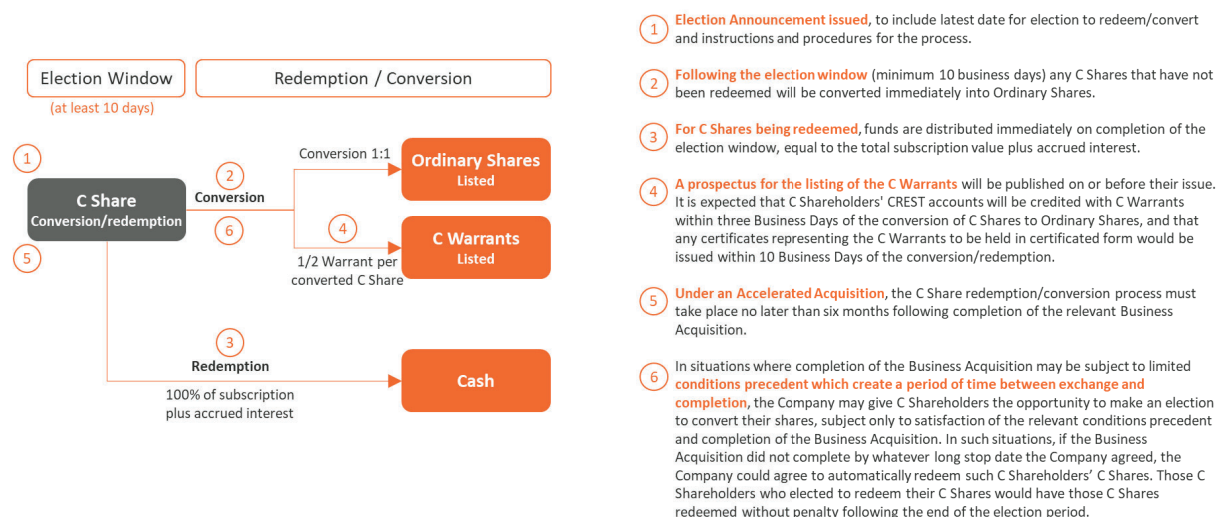 Election Window
Redemption / Conversion
(at least 10 days)
1
C Share
Conversion/redemption
5
2
Conversion
6
Conversion 1:1
Ordinary Shares
Listed
4
C Warrants
Listed
1/2 Warrant per
converted C Share
3
Redemption
100% of subscription
plus accrued interest
Cash
1
Election Announcement issued, to include latest date for election to redeem/convert
and instructions and procedures for the process.
2
Following the election window (minimum 10 business days) any C Shares that have not
been redeemed will be converted immediately into Ordinary Shares.
3
For C Shares being redeemed, funds are distributed immediately on completion of the
election window, equal to the total subscription value plus accrued interest.
4
A prospectus for the listing of the C Warrants will be published on or before their issue.
It is expected that C Shareholders' CREST accounts will be credited with C Warrants
within three Business Days of the conversion of C Shares to Ordinary Shares, and that
any certificates representing the C Warrants to be held in certificated form would be
issued within 10 Business Days of the conversion/redemption.
5
Under an Accelerated Acquisition, the C Share redemption/conversion process must
take place no later than six months following completion of the relevant Business
Acquisition.
6
In situations where completion of the Business Acquisition may be subject to limited
conditions precedent which create a period of time between exchange and
completion, the Company may give C Shareholders the opportunity to make an election
to convert their shares, subject only to satisfaction of the relevant conditions precedent
and completion of the Business Acquisition. In such situations, if the Business
Acquisition did not complete by whatever long stop date the Company agreed, the
Company could agree to automatically redeem such C Shareholders’ C Shares. Those C
Shareholders who elected to redeem their C Shares would have those C Shares
redeemed without penalty following the end of the election period.